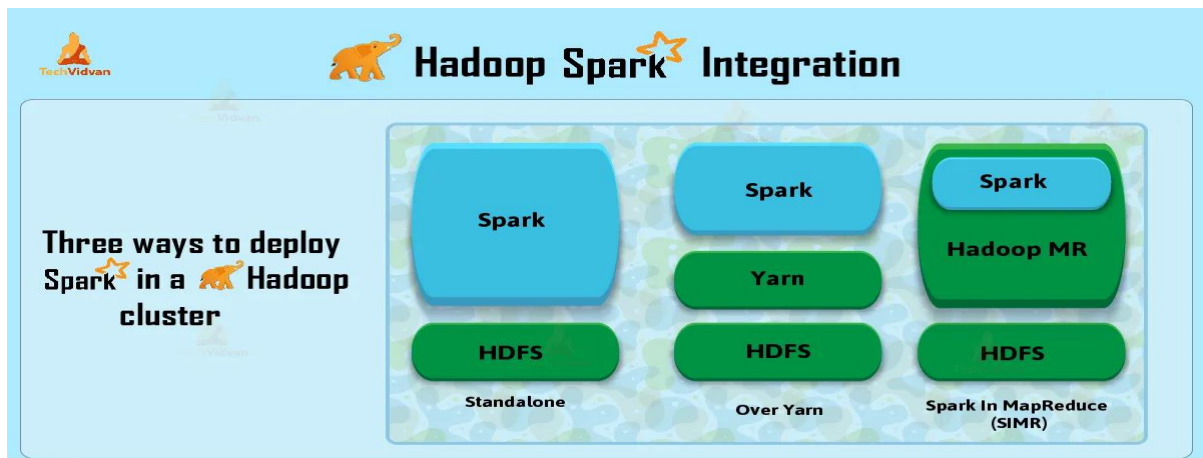 TechVidvan
Hadoop Spark Integration
Three ways to deploy
Spark in a Hadoop
cluster
Spark
HDFS
Standalone
Spark
Yarn
HDFS
Over Yarn
Spark
Hadoop MR
HDFS
Spark In MapReduce
(SIMR)